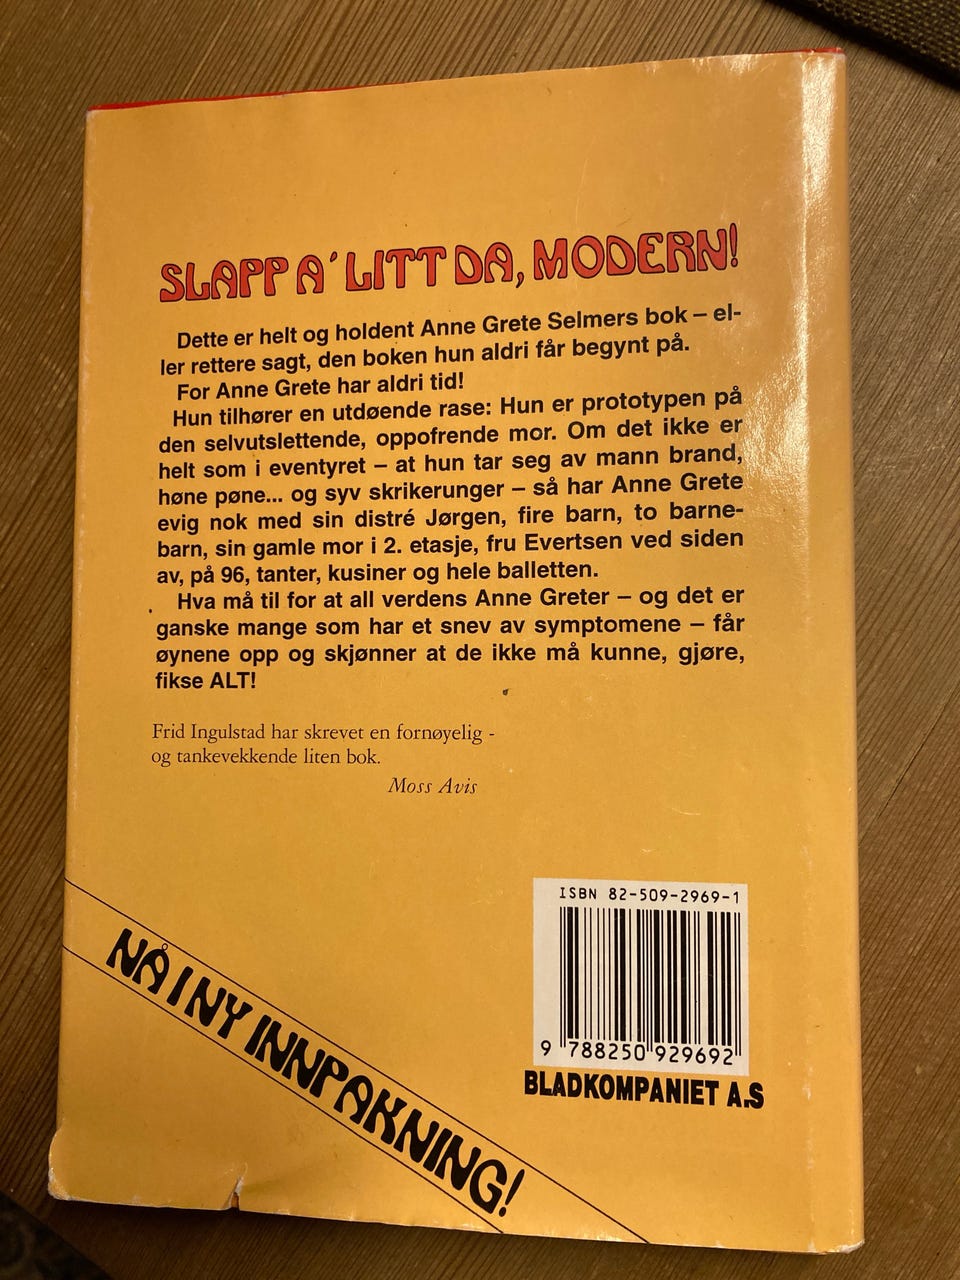 SLAPP A´ LITT DA, MODERN!
Dette er helt og holdent Anne Grete Selmers bok – el-
ler rettere sagt, den boken hun aldri får begynt på.
For Anne Grete har aldri tid!
Hun tilhører en utdøende rase: Hun er prototypen på
den selvutslettende, oppofrende mor. Om det ikke er
helt som i eventyret – at hun tar seg av mann brand,
høne pøne... og syv skrikerunger – så har Anne Grete
evig nok med sin distré Jørgen, fire barn, to barne-
barn, sin gamle mor i 2. etasje, fru Evertsen ved siden
av, på 96, tanter, kusiner og hele balletten.
Hva må til for at all verdens Anne Greter – og det er
ganske mange som har et snev av symptomene – får
øynene opp og skjønner at de ikke må kunne, gjøre,
fikse ALT!
Frid Ingulstad har skrevet en fornøyelig -
og tankevekkende liten bok.
Moss Avis
NÅ I NY INNPAKNING!
ISBN 82-509-2969-1
9 788250 929692
BLADKOMPANIET A.S